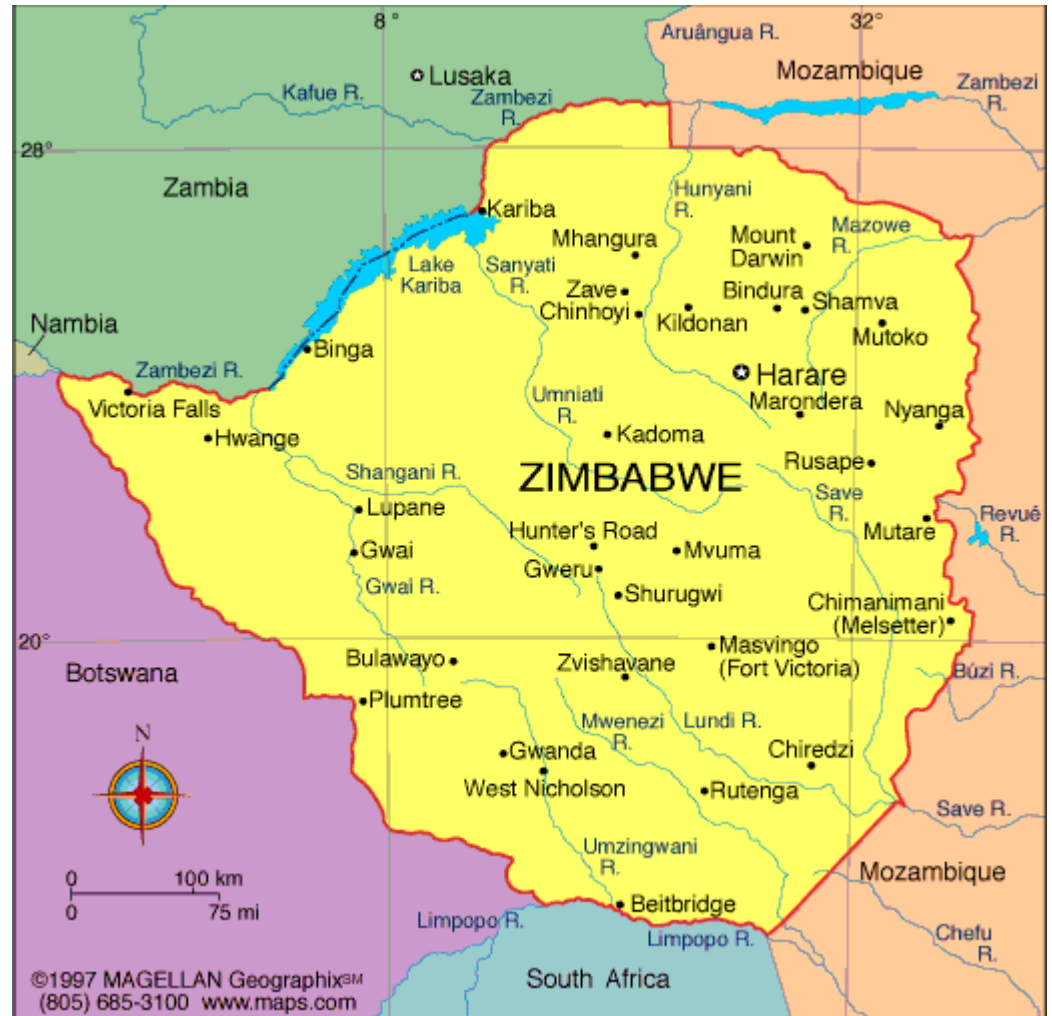 8 °
32
Aruângua R.
Lusaka
Mozambique
Kafue R.
Zambezi
R.
Zambezi
R.
28°
Zambia
Hunyani
R.
Kariba
Mhangura
Mount
Darwin
Mazowe
R.
Lake
Kariba
Sanyati
R.
Zave
Chinhoyi
Bindura
Shamva
Kildonan
Mutoko
Nambia
Binga
Zambezi R.
Harare
Victoria Falls
Marondera
Nyanga
Umniati
R.
Hwange
Kadoma
Rusape
Shangani R.
ZIMBABWE
Save
R.
Lupane
Revué
R.
Hunter's Road
Mutare
Gwai
Mvuma
Gweru
Gwai R.
Shurugwi
Chimanimani
(Melsetter)
20°
Bulawayo
Zvishavane
Masvingo
(Fort Victoria)
Botswana
Búzi R.
Plumtree
Mwenezi
R.
Lundi R.
N
Gwanda
Chiredzi
West Nicholson
Rutenga
Save R.
Umzingwani
R.
Mozambique
0 100 km
0 75 mi
Beitbridge
Limpopo R.
Limpopo R.
Chefu
R.
South Africa
©1997 MAGELLAN Geographix℠
(805) 685-3100 www.maps.com